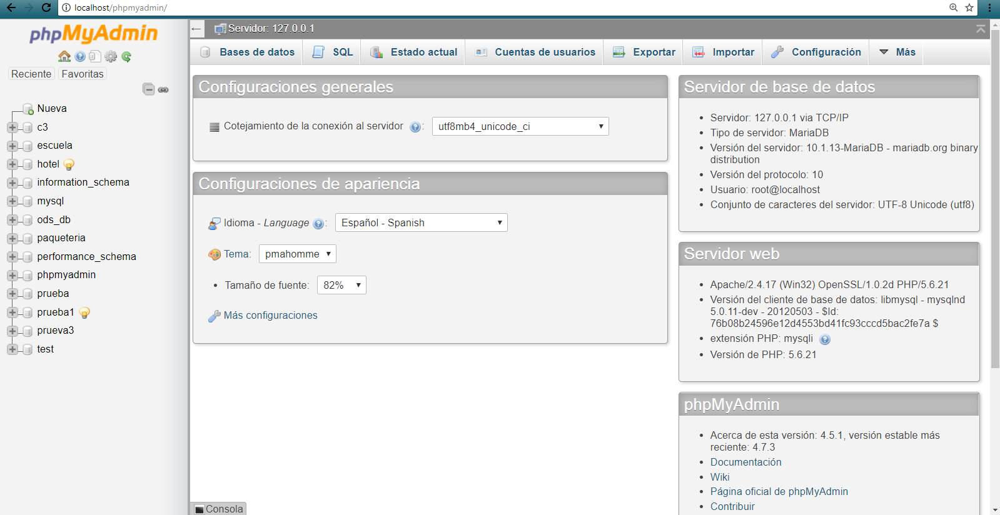 localhost/phpmyadmin/
phpMyAdmin
Reciente Favoritas
Nueva
c3
escuela
hotel
information_schema
mysql
ods_db
paqueteria
performance_schema
phpmyadmin
prueba
prueba1
prueva3
test
Servidor: 127.0.0.1
Bases de datos SQL Estado actual Cuentas de usuarios Exportar Importar Configuración Más
Configuraciones generales
Cotejamiento de la conexión al servidor : utf8mb4_unicode_ci
Configuraciones de apariencia
Idioma - Language : Español - Spanish
Tema: pmahomme
• Tamaño de fuente: 82%
Más configuraciones
Servidor de base de datos
• Servidor: 127.0.0.1 via TCP/IP
• Tipo de servidor: MariaDB
• Versión del servidor: 10.1.13-MariaDB - mariadb.org binary
distribution
• Versión del protocolo: 10
• Usuario: root@localhost
• Conjunto de caracteres del servidor: UTF-8 Unicode (utf8)
Servidor web
• Apache/2.4.17 (Win32) OpenSSL/1.0.2d PHP/5.6.21
• Versión del cliente de base de datos: libmysql - mysqlnd
5.0.11-dev - 20120503 - $Id:
76b08b24596e12d4553bd41fc93cccd5bac2fe7a $
• extensión PHP: mysqli
• Versión de PHP: 5.6.21
phpMyAdmin
• Acerca de esta versión: 4.5.1, versión estable más
reciente: 4.7.3
• Documentación
• Wiki
• Página oficial de phpMyAdmin
• Contribuir
Consola